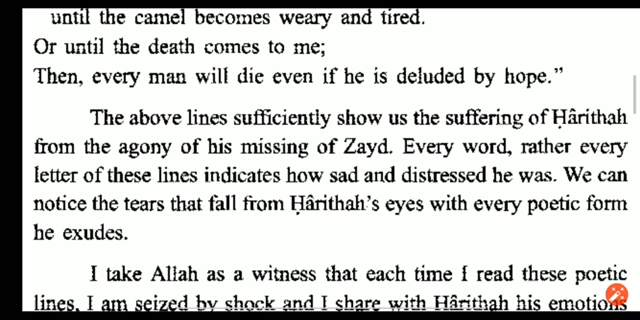 until the camel becomes weary and tired.
Or until the death comes to me;
Then, every man will die even if he is deluded by hope.”
The above lines sufficiently show us the suffering of Ḥârithah
from the agony of his missing of Zayd. Every word, rather every
letter of these lines indicates how sad and distressed he was. We can
notice the tears that fall from Ḥârithah’s eyes with every poetic form
he exudes.
I take Allah as a witness that each time I read these poetic
lines, I am seized by shock and I share with Hârithah his emotions